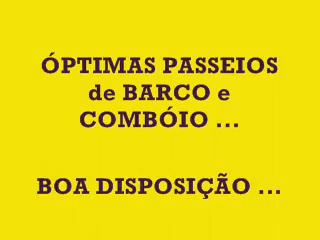 ÓPTIMAS PASSEIOS
de BARCO e
COMBÓIO ...
BOA DISPOSIÇÃO ...